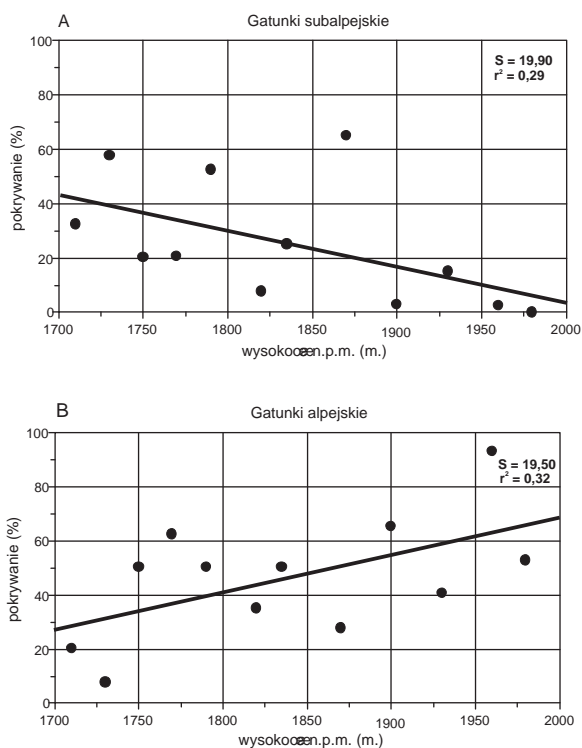 A
Gatunki subalpejskie
S = 19,90
r² = 0,29
pokrywanie (%)
100
80
60
40
20
0
1700 1750 1800 1850 1900 1950 2000
wysokoœæ n.p.m. (m.)
B
Gatunki alpejskie
S = 19,50
r² = 0,32
pokrywanie (%)
100
80
60
40
20
0
1700 1750 1800 1850 1900 1950 2000
wysokoœæ n.p.m. (m.)